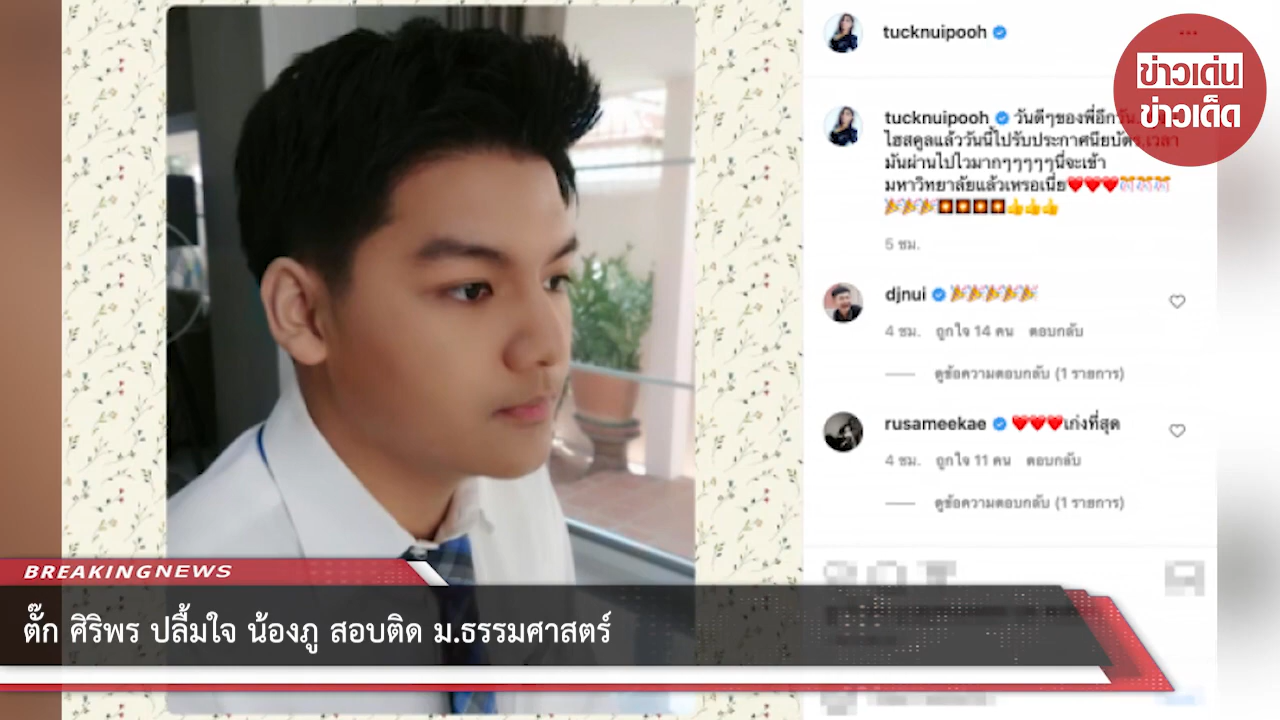 tucknuipooh
ข่าวเด่น
ข่าวเด็ด
tucknuipooh วันดีๆของพี่อีกวัน
ไฮสคูลแล้ววันนี้ไปรับประกาศนียบัตร.เวลา
มันผ่านไปไวมากๆๆๆๆๆนี่จะเข้า
มหาวิทยาลัยแล้วเหรอเนี่ย❤️❤️❤️🎊🎊🎊
🎉🎉🎉🎇🎇🎇🎇👍👍👍
5 ชม.
djnui 🎉🎉🎉🎉🎉
4 ชม. ถูกใจ 14 คน ตอบกลับ
ดูข้อความตอบกลับ (1 รายการ)
rusameekae ❤️❤️❤️เก่งที่สุด
4 ชม. ถูกใจ 11 คน ตอบกลับ
ดูข้อความตอบกลับ (1 รายการ)
BREAKING NEWS
ตั๊ก ศิริพร ปลื้มใจ น้องภู สอบติด ม.ธรรมศาสตร์